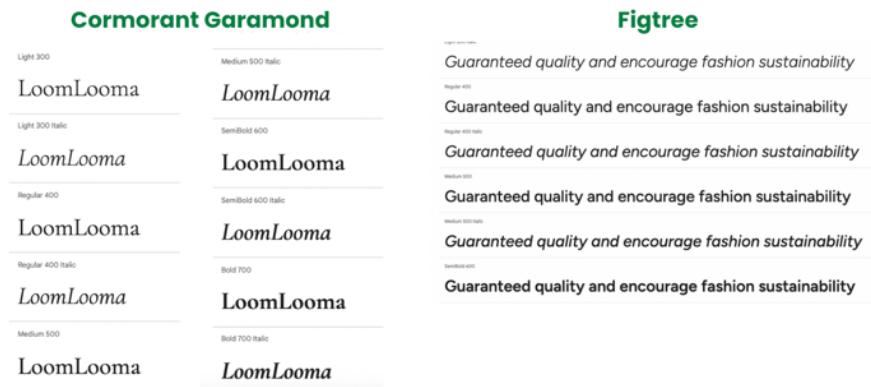 Cormorant Garamond
Light 300
LoomLooma
Light 300 Italic
LoomLooma
Regular 400
LoomLooma
Regular 400 Italic
LoomLooma
Medium 500
LoomLooma
Medium 500 Italic
LoomLooma
SemiBold 600
LoomLooma
SemiBold 600 Italic
LoomLooma
Bold 700
LoomLooma
Bold 700 Italic
LoomLooma
Figtree
Guaranteed quality and encourage fashion sustainability
Regular 400
Guaranteed quality and encourage fashion sustainability
Regular 400 Italic
Guaranteed quality and encourage fashion sustainability
Medium 500
Guaranteed quality and encourage fashion sustainability
Medium 500 Italic
Guaranteed quality and encourage fashion sustainability
SemiBold 600
Guaranteed quality and encourage fashion sustainability